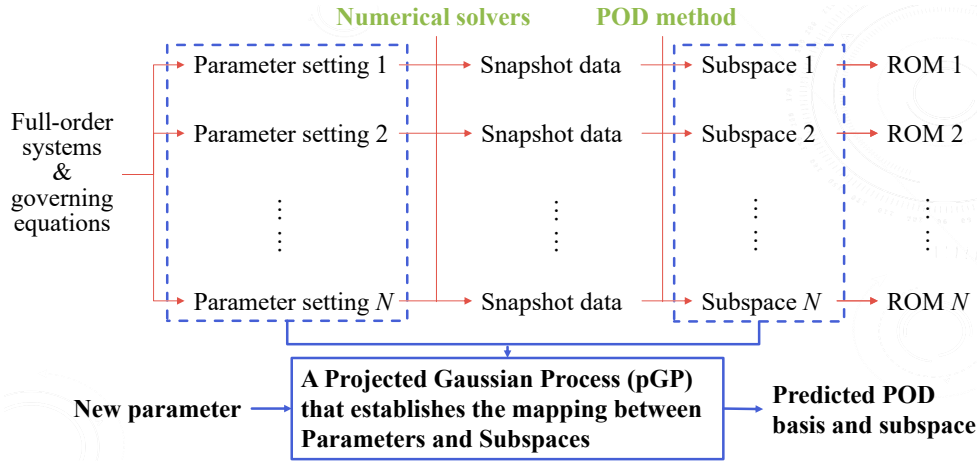 Numerical solvers POD method
Parameter setting 1 Snapshot data Subspace 1 ROM 1
Full-order
systems
&
governing
equations
Parameter setting 2 Snapshot data Subspace 2 ROM 2
Parameter setting N Snapshot data Subspace N ROM N
New parameter
A Projected Gaussian Process (pGP)
that establishes the mapping between
Parameters and Subspaces
Predicted POD
basis and subspace